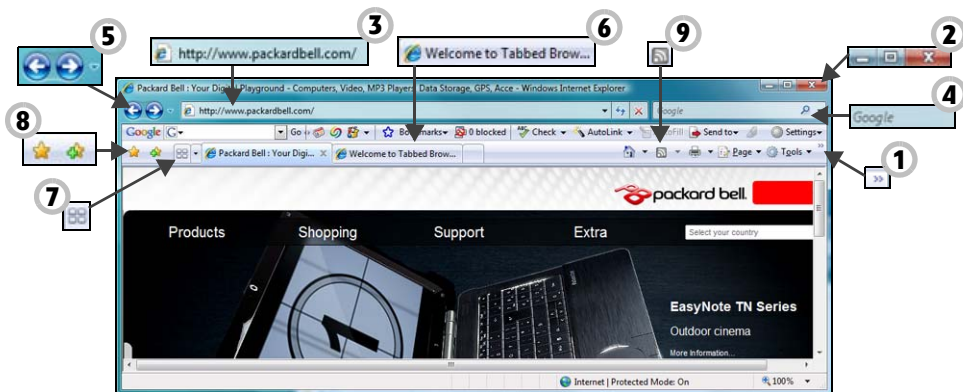 3
6
9
5
http://www.packardbell.com/
Welcome to Tabbed Brow...
2
Packard Bell : Your Digital Playground - Computers, Video, MP3 Players, Data Storage, GPS, Acce - Windows Internet Explorer
4
http://www.packardbell.com/
Google
Google
8
Google G
Go
Bookmarks
0 blocked
Check
AutoLink
AutoFill
Send to
Settings
Packard Bell : Your Digi...
Welcome to Tabbed Brow...
Page
Tools
1
7
packard bell.
Products
Shopping
Support
Extra
Select your country
1
EasyNote TN Series
Outdoor cinema
More Information...
Internet | Protected Mode: On
100%